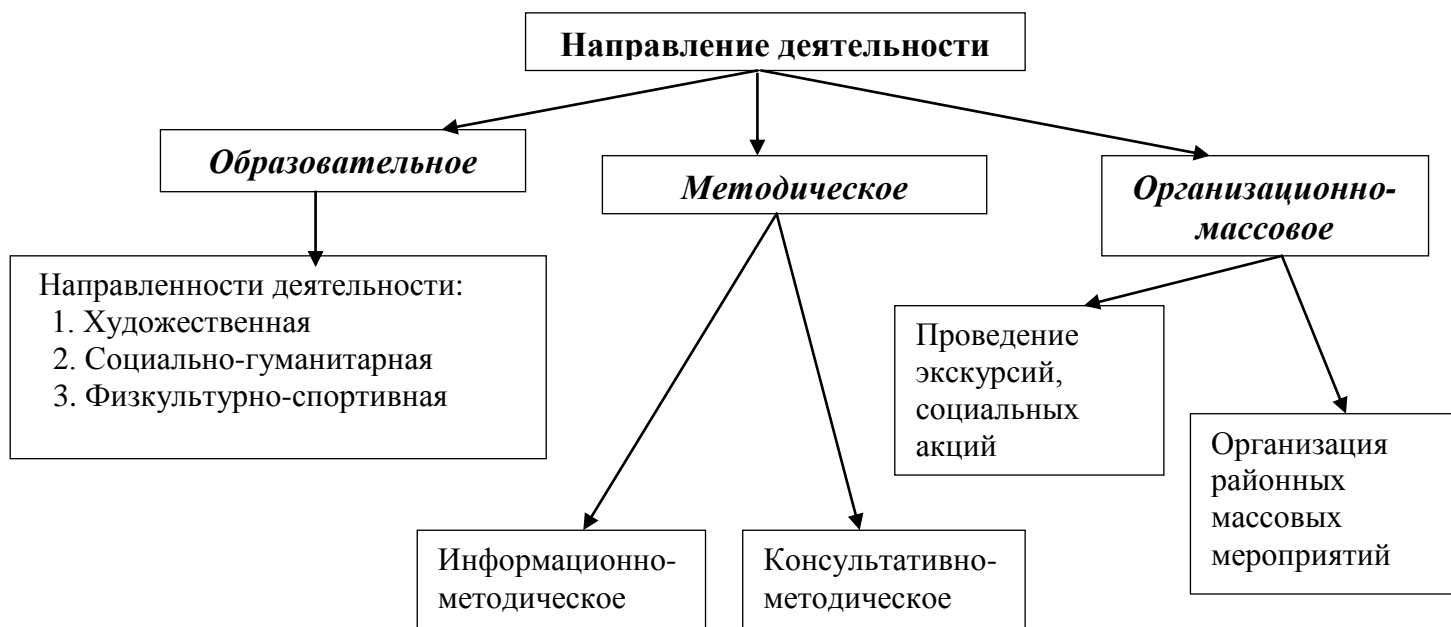 Направление деятельности
Образовательное
Методическое
Организационно-
массовое
Направленности деятельности:
1. Художественная
2. Социально-гуманитарная
3. Физкультурно-спортивная
Проведение
экскурсий,
социальных
акций
Организация
районных
массовых
мероприятий
Информационно-
методическое
Консультативно-
методическое